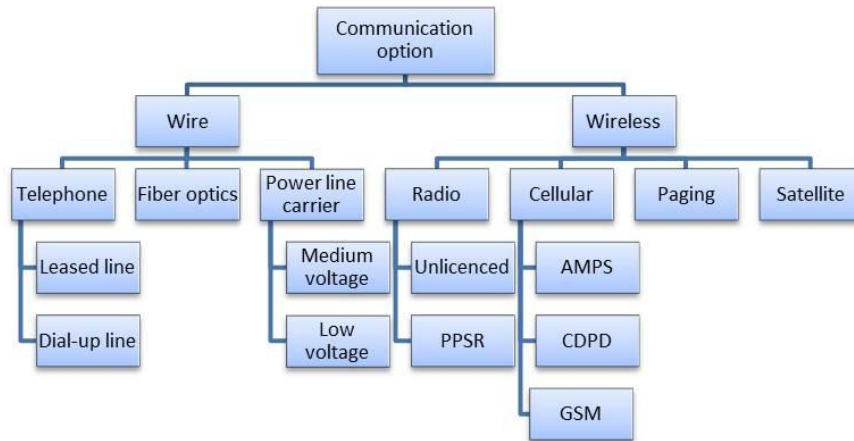 Communication
option
Wire
Wireless
Telephone
Fiber optics
Power line
carrier
Radio
Cellular
Paging
Satellite
Leased line
Medium
voltage
Unlicenced
AMPS
Dial-up line
Low
voltage
PPSR
CDPD
GSM